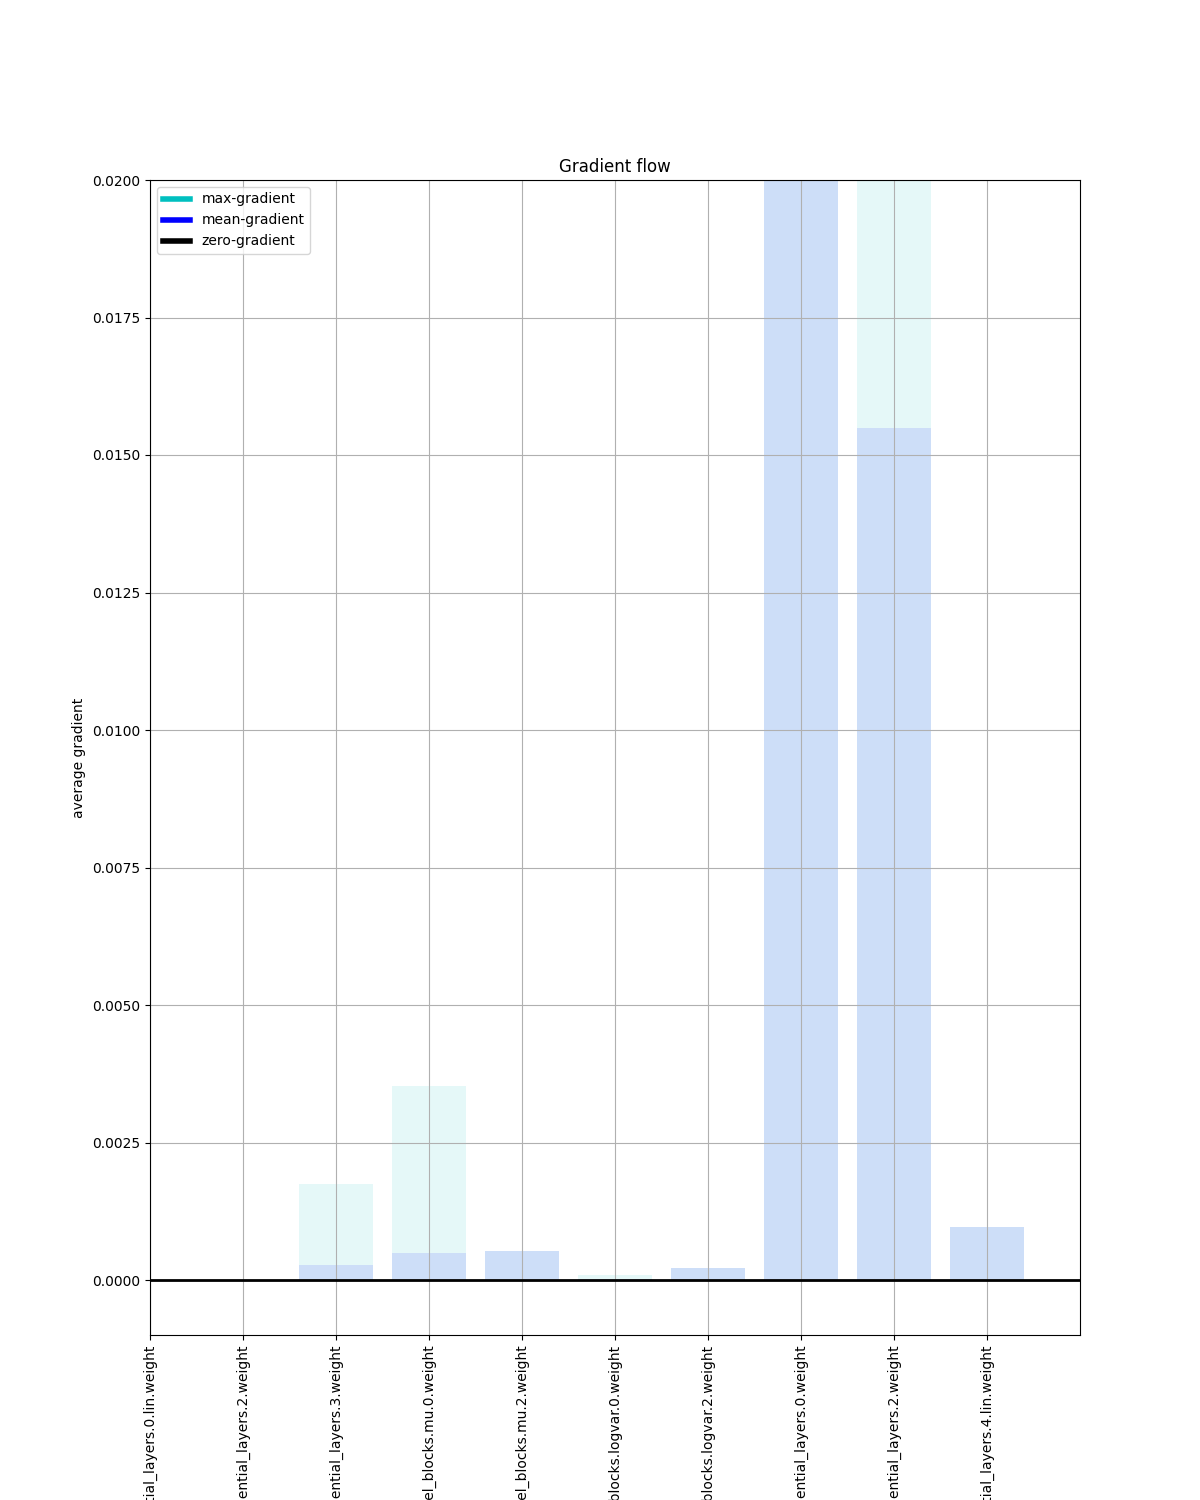 Gradient flow
max-gradient
mean-gradient
zero-gradient
0.0200
0.0175
0.0150
0.0125
0.0100
0.0075
0.0050
0.0025
0.0000
average gradient
tial_layers.0.lin.weight
ential_layers.2.weight
ential_layers.3.weight
el_blocks.mu.0.weight
el_blocks.mu.2.weight
blocks.logvar.0.weight
blocks.logvar.2.weight
ential_layers.0.weight
ential_layers.2.weight
tial_layers.4.lin.weight